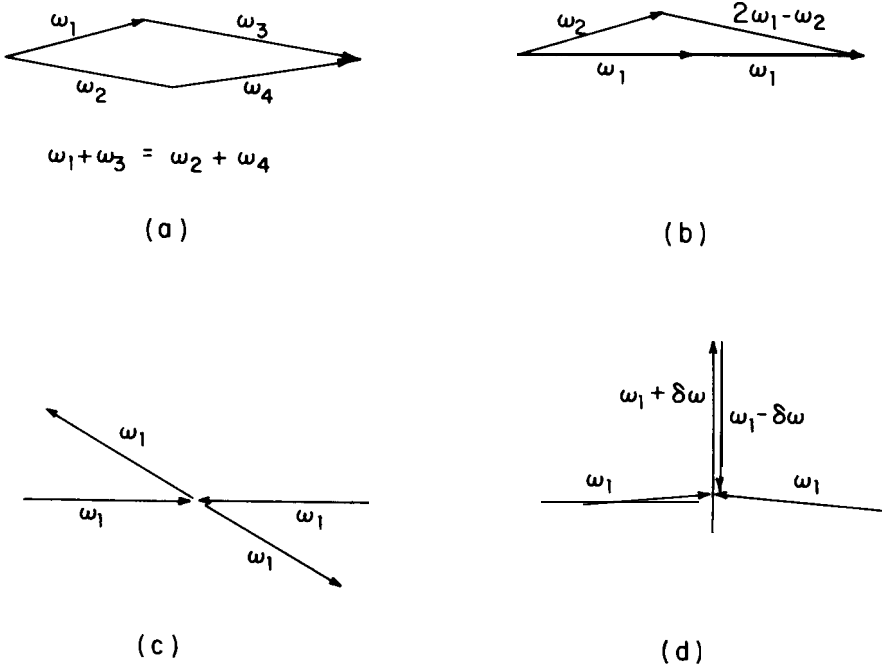 ω₁ ω₃
ω₂ ω₄
ω₁+ω₃ = ω₂ + ω₄
(a)
ω₂ 2ω₁-ω₂
ω₁ ω₁
(b)
ω₁
ω₁ ω₁
ω₁
(c)
ω₁ + δω
ω₁ - δω
ω₁ ω₁
(d)